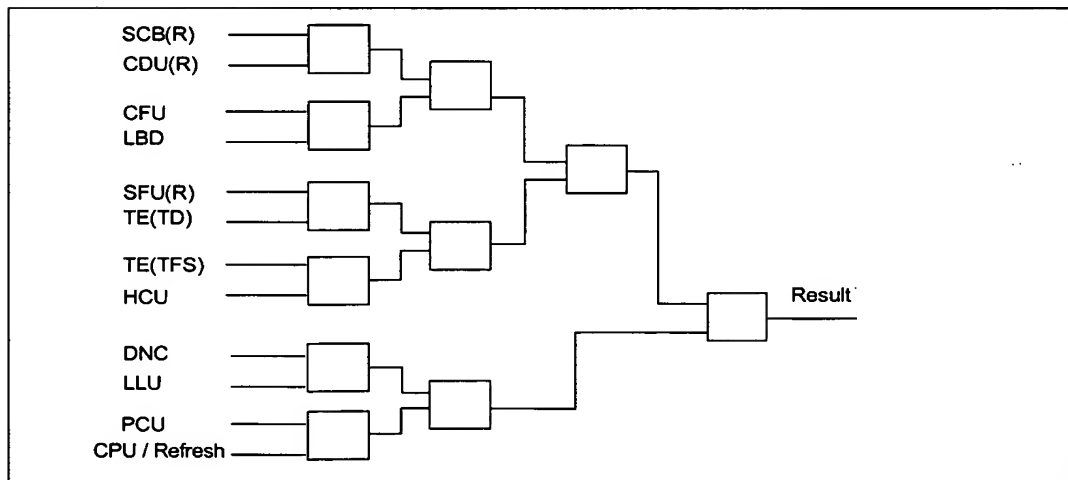 SCB(R)
CDU(R)
CFU
LBD
SFU(R)
TE(TD)
TE(TFS)
HCU
Result
DNC
LLU
PCU
CPU / Refresh